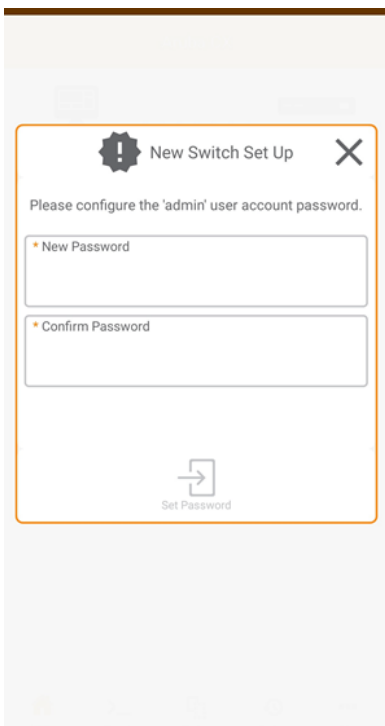 New Switch Set Up
Please configure the 'admin' user account password.
* New Password
* Confirm Password
Set Password